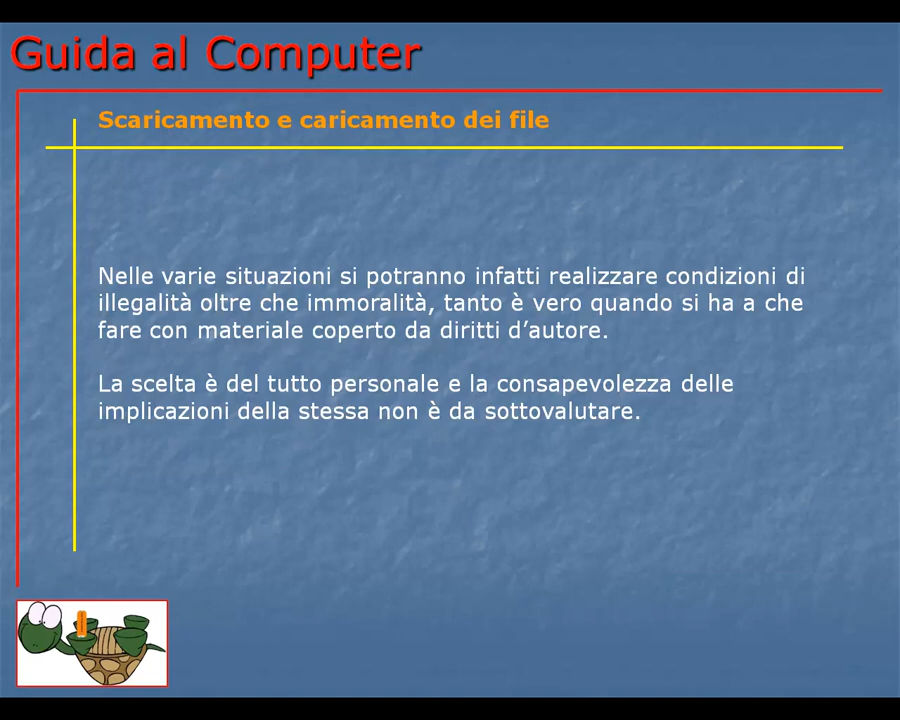 Guida al Computer
Scaricamento e caricamento dei file
Nelle varie situazioni si potranno infatti realizzare condizioni di
illegalità oltre che immoralità, tanto è vero quando si ha a che
fare con materiale coperto da diritti d’autore.
La scelta è del tutto personale e la consapevolezza delle
implicazioni della stessa non è da sottovalutare.